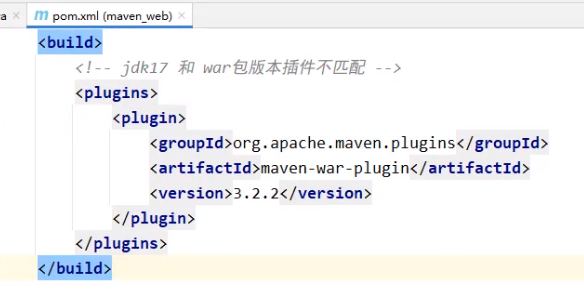 a
pom.xml (maven_web)
<build>
<!-- jdk17 和 war包版本插件不匹配 -->
<plugins>
<plugin>
<groupId>org.apache.maven.plugins</groupId>
<artifactId>maven-war-plugin</artifactId>
<version>3.2.2</version>
</plugin>
</plugins>
</build>